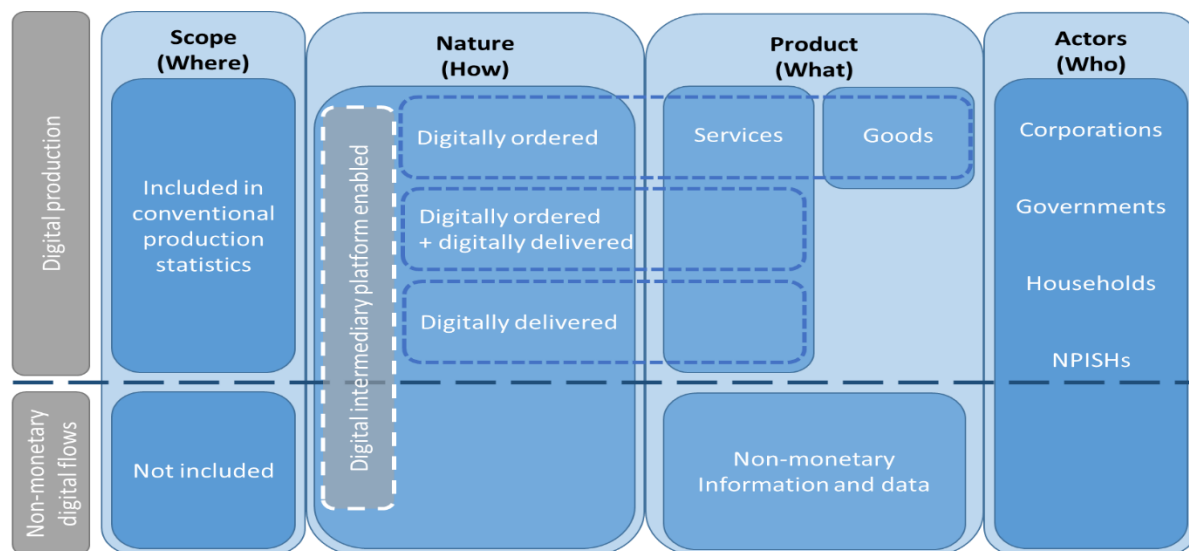 Digital production
Non-monetary
digital flows
Scope
(Where)
Included in
conventional
production
statistics
Not included
Nature
(How)
Digital intermediary platform enabled
Digitally ordered
Digitally ordered
+ digitally delivered
Digitally delivered
Product
(What)
Services
Goods
Non-monetary
Information and data
Actors
(Who)
Corporations
Governments
Households
NPISHs